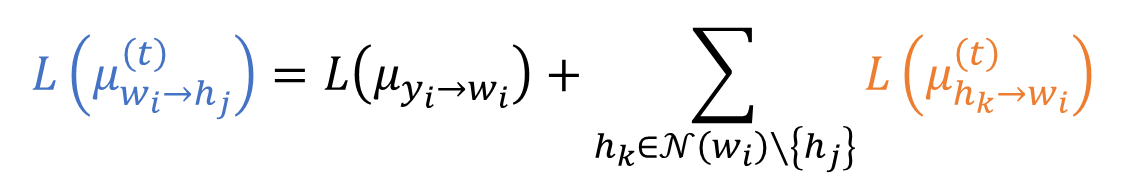 L(μ_{w_i→h_j}^{(t)}) = L(μ_{y_i→w_i}) + ∑_{h_k∈𝒩(w_i)\{h_j}} L(μ_{h_k→w_i}^{(t)})